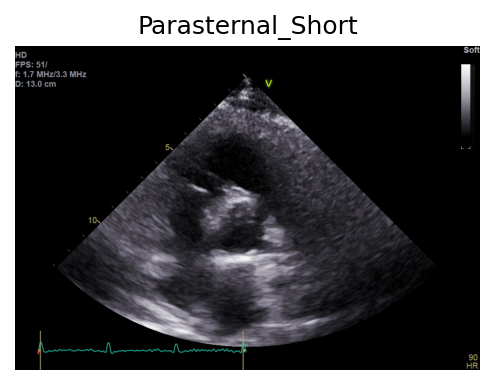 Parasternal_Short
HD
FPS: 51/
f: 1.7 MHz/3.3 MHz
D: 13.0 cm
Soft
V
5
10
90
HR